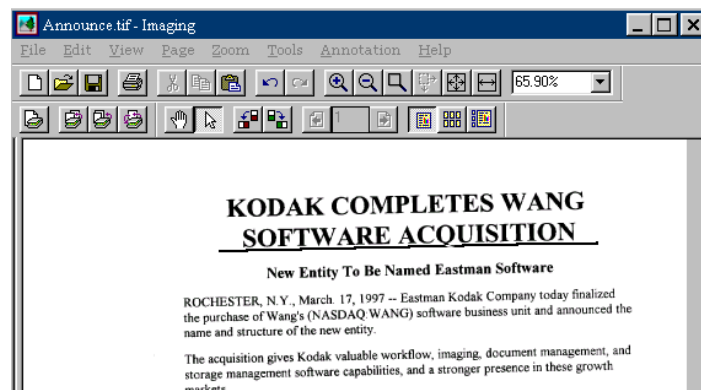 Announce.tif - Imaging
File Edit View Page Zoom Tools Annotation Help
65.90%
1
KODAK COMPLETES WANG
SOFTWARE ACQUISITION
New Entity To Be Named Eastman Software
ROCHESTER, N.Y., March. 17, 1997 -- Eastman Kodak Company today finalized
the purchase of Wang's (NASDAQ:WANG) software business unit and announced the
name and structure of the new entity.
The acquisition gives Kodak valuable workflow, imaging, document management, and
storage management software capabilities, and a stronger presence in these growth
markets